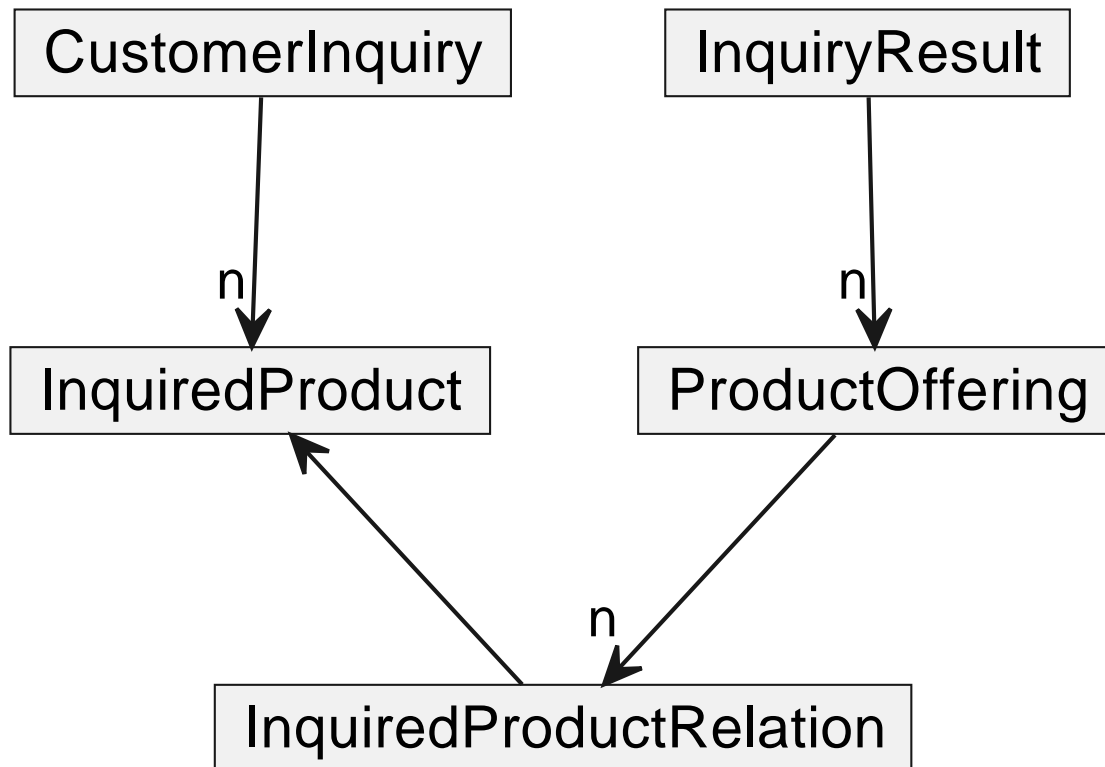 CustomerInquiry
InquiryResult
n
n
InquiredProduct
ProductOffering
n
InquiredProductRelation